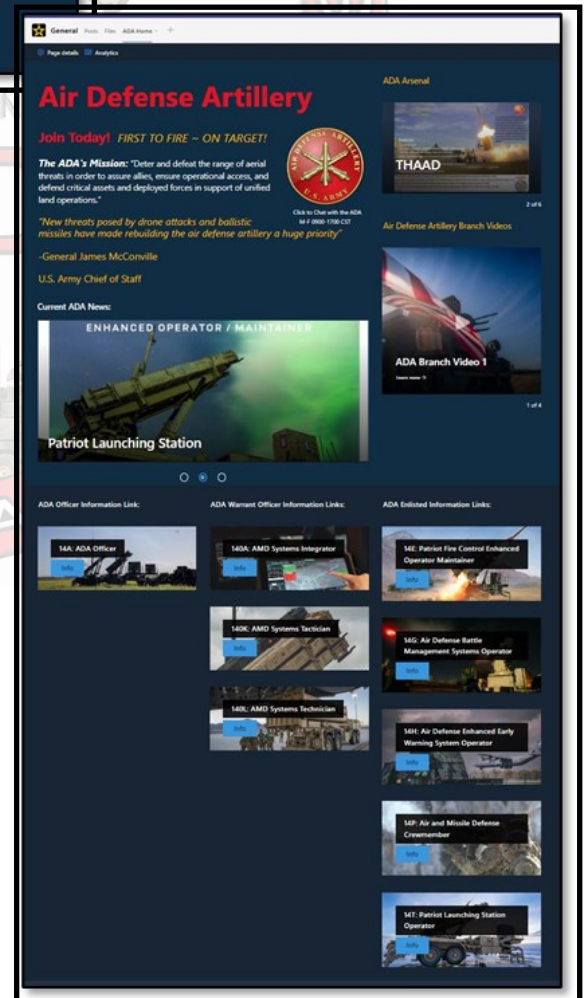 General Posts Files ADA Home
Page details Analytics
Air Defense Artillery
Join Today! FIRST TO FIRE ~ ON TARGET!
The ADA's Mission: "Deter and defeat the range of aerial
threats in order to assure allies, ensure operational access, and
defend critical assets and deployed forces in support of unified
land operations."
"New threats posed by drone attacks and ballistic
missiles have made rebuilding the air defense artillery a huge priority"
-General James McConville
U.S. Army Chief of Staff
AIR DEFENSE ARTILLERY
U.S. ARMY
Click to Chat with the ADA
M-F 0900-1700 CST
Current ADA News:
ENHANCED OPERATOR / MAINTAINER
Patriot Launching Station
ADA Arsenal
THAAD
2 of 6
Air Defense Artillery Branch Videos
ADA Branch Video 1
Learn more
1 of 4
ADA Officer Information Link:
14A: ADA Officer
Info
ADA Warrant Officer Information Links:
140A: AMD Systems Integrator
Info
140K: AMD Systems Tactician
Info
140L: AMD Systems Technician
Info
ADA Enlisted Information Links:
14E: Patriot Fire Control Enhanced
Operator Maintainer
Info
14G: Air Defense Battle
Management Systems Operator
Info
14H: Air Defense Enhanced Early
Warning System Operator
Info
14P: Air and Missile Defense
Crewmember
Info
14T: Patriot Launching Station
Operator
Info